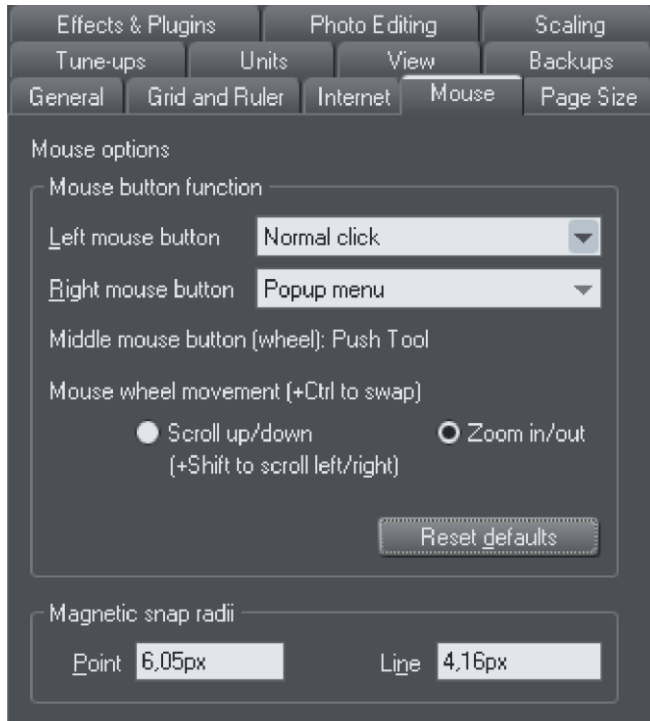 Effects & Plugins Photo Editing Scaling
Tune-ups Units View Backups
General Grid and Ruler Internet Mouse Page Size
Mouse options
Mouse button function
Left mouse button Normal click
Right mouse button Popup menu
Middle mouse button (wheel): Push Tool
Mouse wheel movement (+Ctrl to swap)
Scroll up/down Zoom in/out
(+Shift to scroll left/right)
Reset defaults
Magnetic snap radii
Point 6,05px Line 4,16px